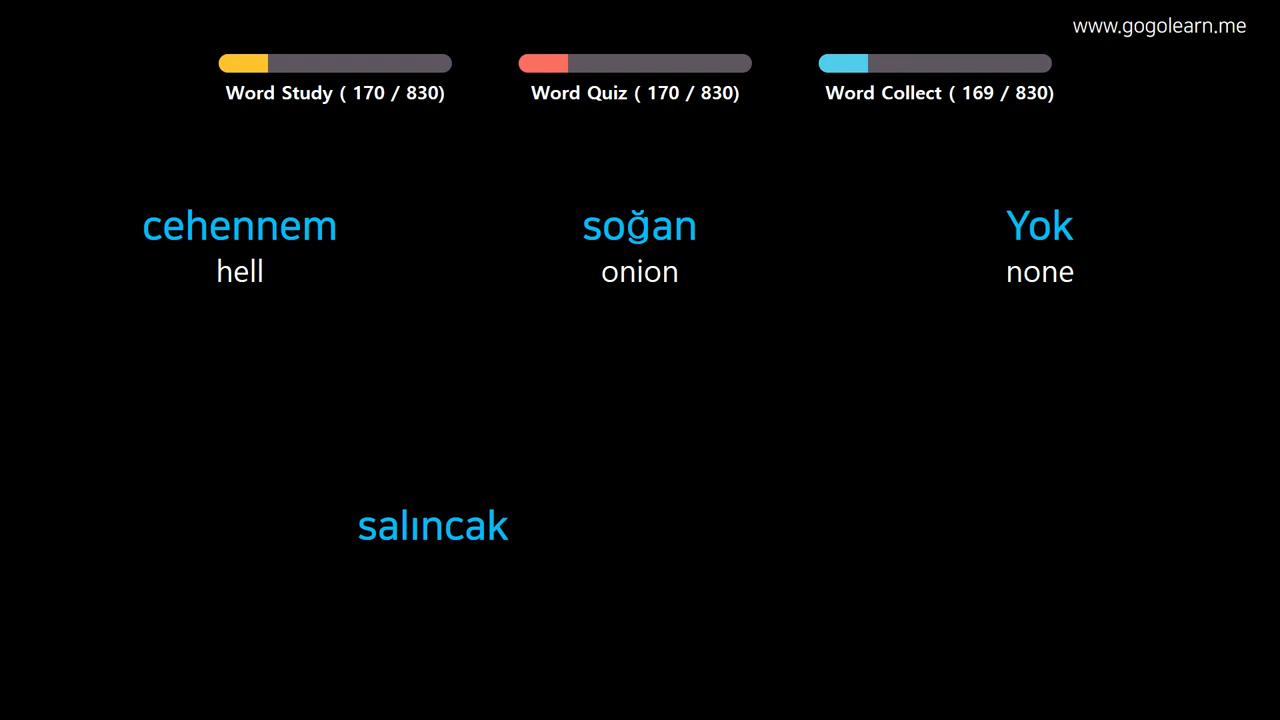 www.gogolearn.me
Word Study ( 170 / 830)
Word Quiz ( 170 / 830)
Word Collect ( 169 / 830)
cehennem
hell
soğan
onion
Yok
none
salıncak